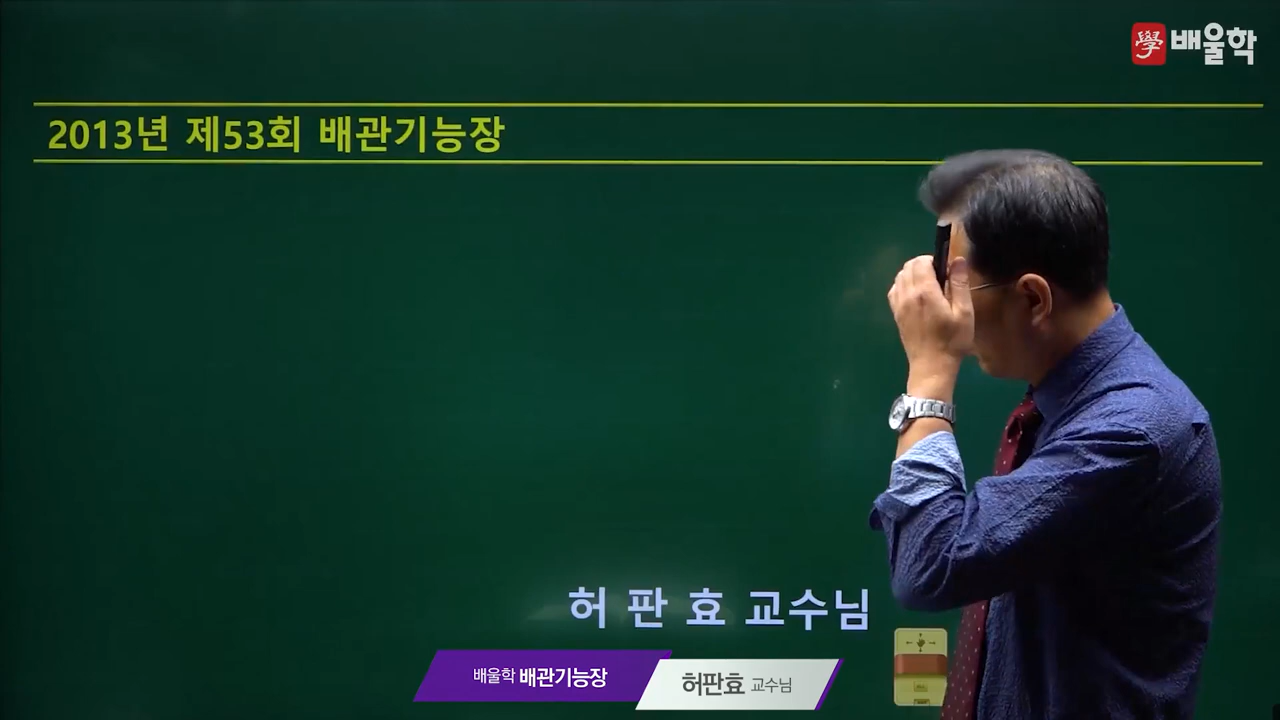 學 배울학
2013년 제53회 배관기능장
허 판 효 교수님
배울학 배관기능장
허판효 교수님